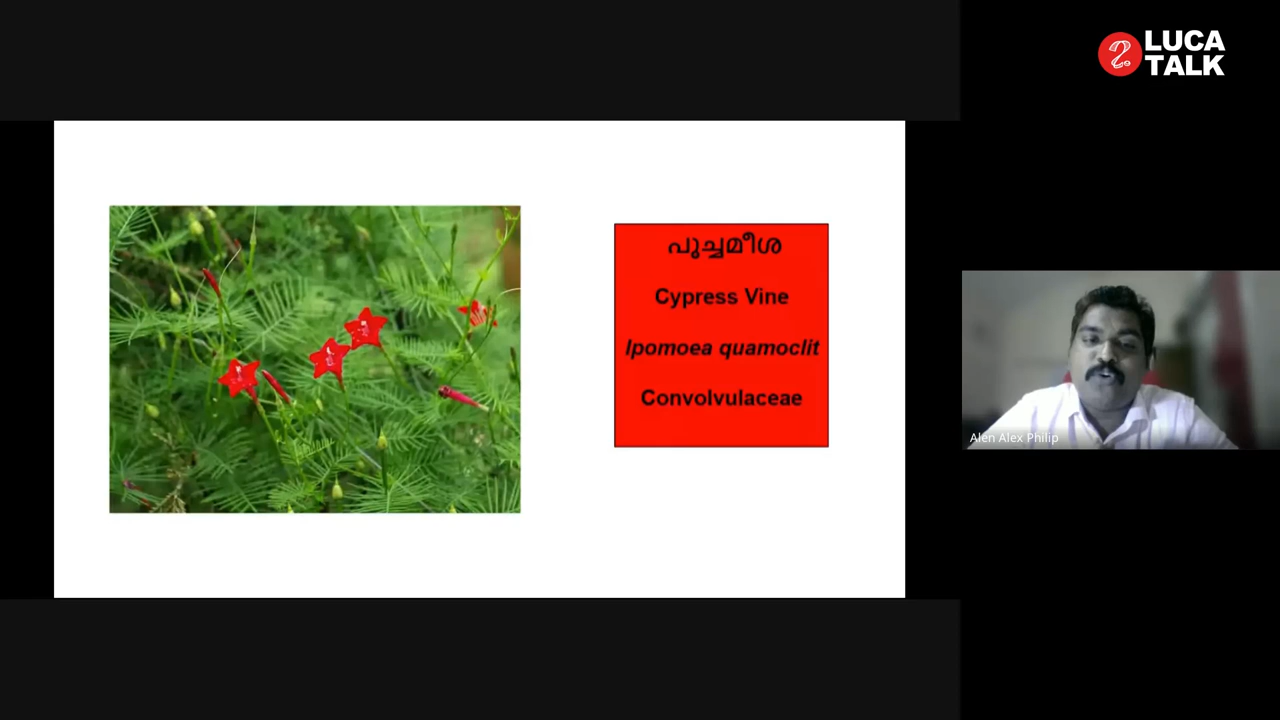 LUCA
TALK
പുച്ചമീശ
Cypress Vine
Ipomoea quamoclit
Convolvulaceae
Alen Alex Philip